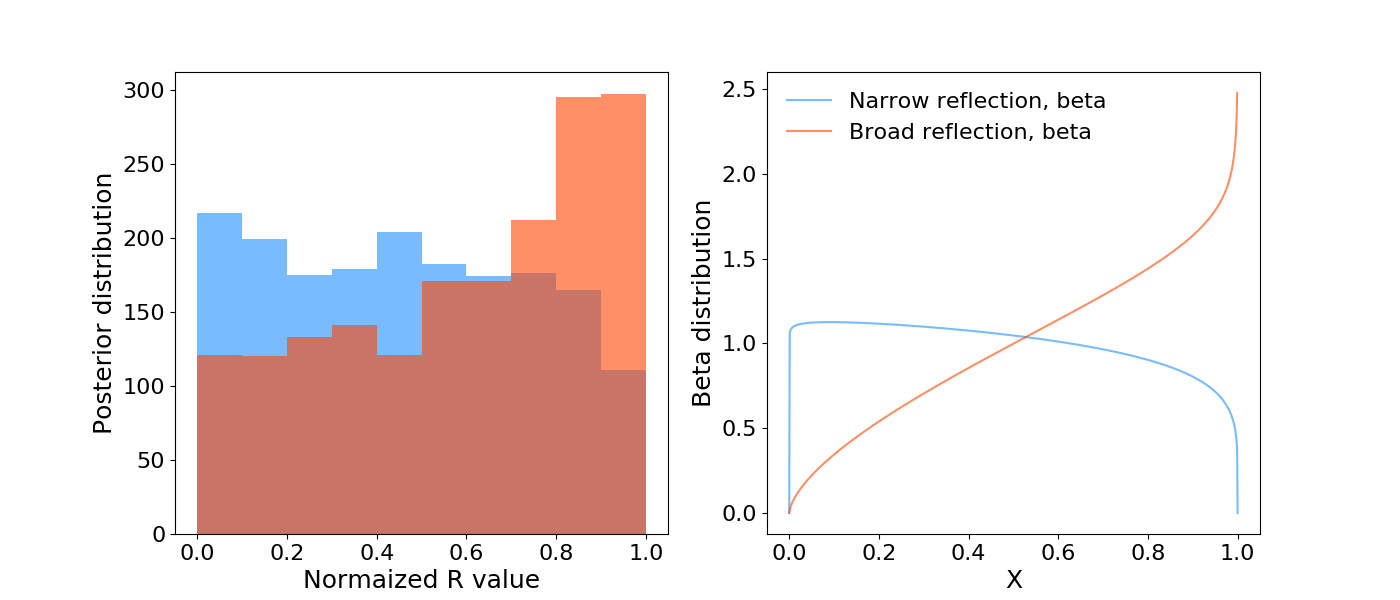 Posterior distribution
300
250
200
150
100
50
0
0.0 0.2 0.4 0.6 0.8 1.0
Normaized R value
Beta distribution
2.5
2.0
1.5
1.0
0.5
0.0
Narrow reflection, beta
Broad reflection, beta
0.0 0.2 0.4 0.6 0.8 1.0
X